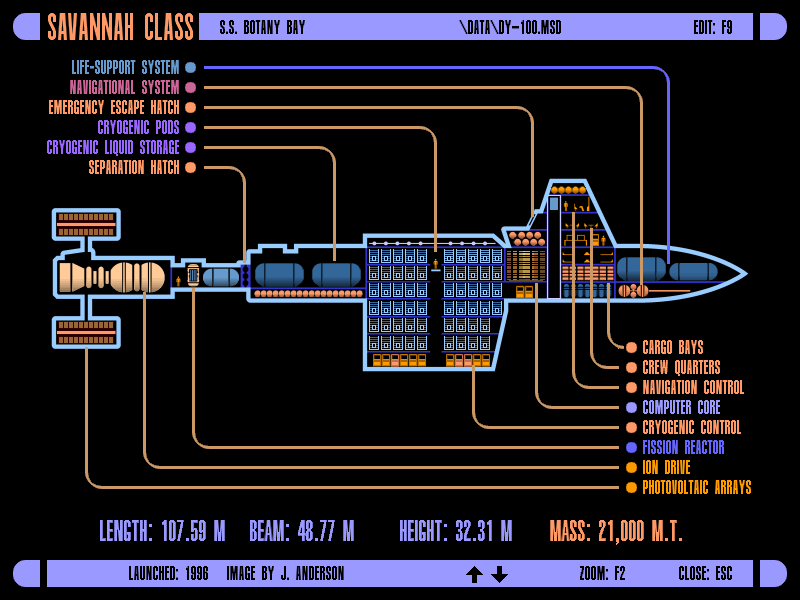 SAVANNAH CLASS S.S. BOTANY BAY \DATA\DY-100.MSD EDIT: F9
LIFE-SUPPORT SYSTEM
NAVIGATIONAL SYSTEM
EMERGENCY ESCAPE HATCH
CRYOGENIC PODS
CRYOGENIC LIQUID STORAGE
SEPARATION HATCH
CARGO BAYS
CREW QUARTERS
NAVIGATION CONTROL
COMPUTER CORE
CRYOGENIC CONTROL
FISSION REACTOR
ION DRIVE
PHOTOVOLTAIC ARRAYS
LENGTH: 107.59 M BEAM: 48.77 M HEIGHT: 32.31 M MASS: 21,000 M.T.
LAUNCHED: 1996 IMAGE BY J. ANDERSON ZOOM: F2 CLOSE: ESC